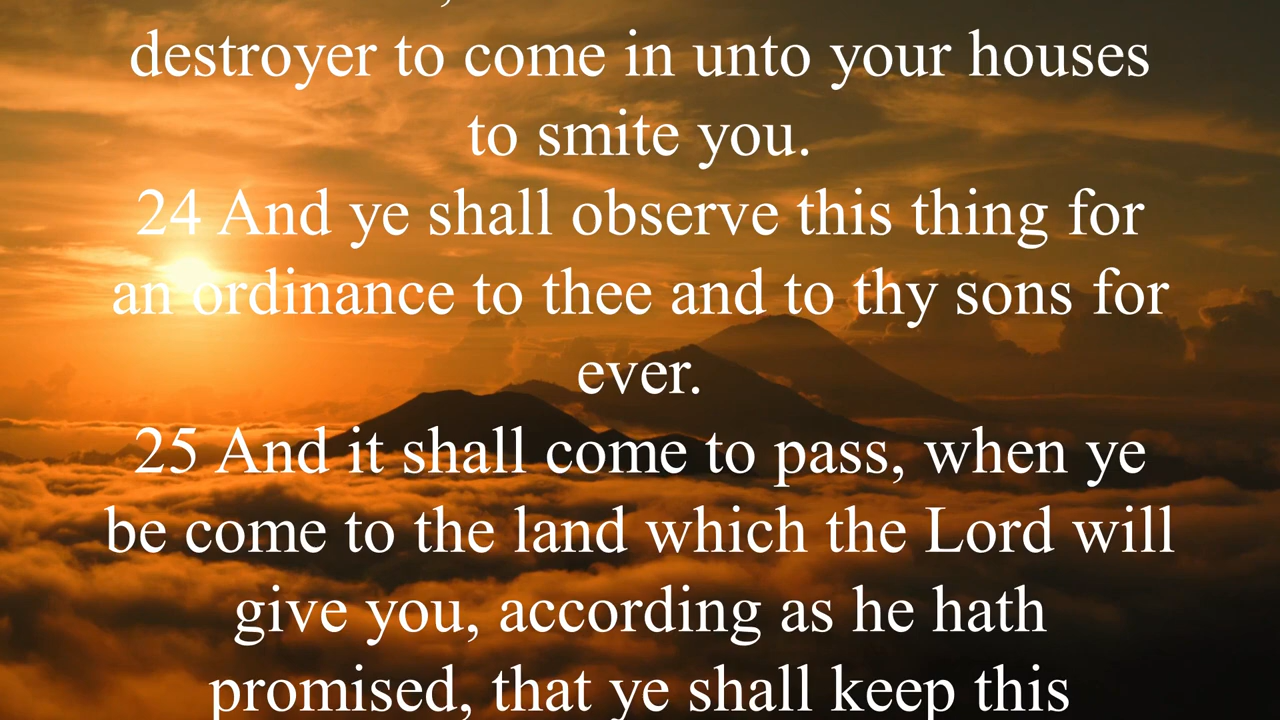 destroyer to come in unto your houses
to smite you.
24 And ye shall observe this thing for
an ordinance to thee and to thy sons for
ever.
25 And it shall come to pass, when ye
be come to the land which the Lord will
give you, according as he hath
promised, that ye shall keep this